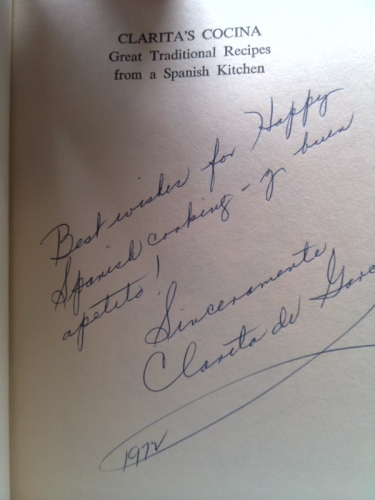 CLARITA'S COCINA
Great Traditional Recipes
from a Spanish Kitchen
Best wishes for Happy
Spanish cooking - y buen
apetito!
Sinceramente
Clarita de Garc
1972